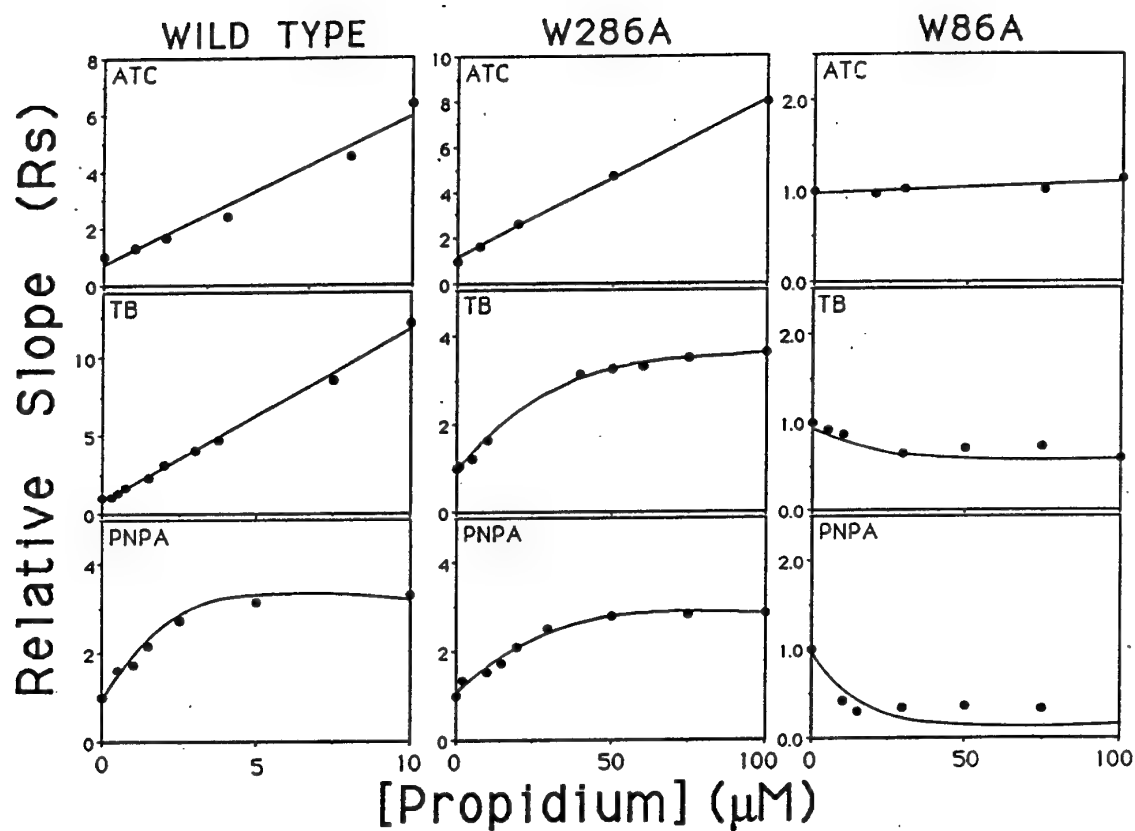 WILD TYPE W286A W86A
Relative Slope (Rs)
ATC ATC ATC
8 10 2.0
6 8 1.0
4 6 0.0
2 4
0 2
0
TB TB TB
10 4 2.0
5 2 1.0
0 0 0.0
PNPA PNPA PNPA
4 4 2.0
2 2 1.0
0 0 0.0
0 5 10 0 50 100 0 50 100
[Propidium] (µM)